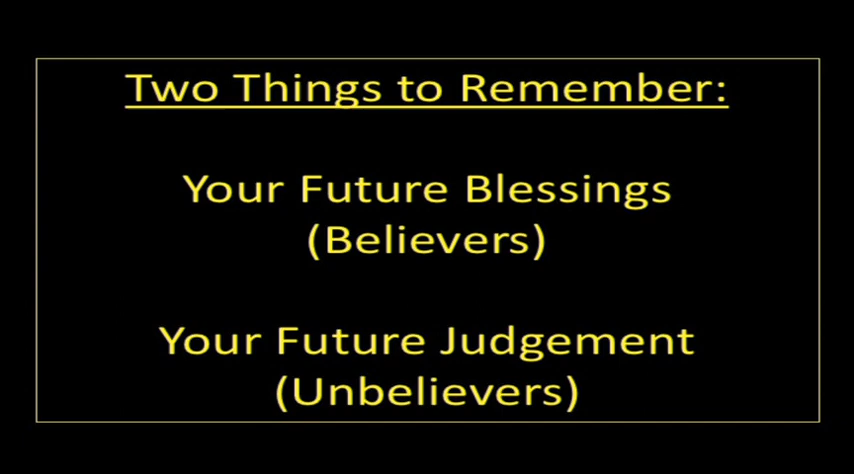 Two Things to Remember:
Your Future Blessings
(Believers)
Your Future Judgement
(Unbelievers)